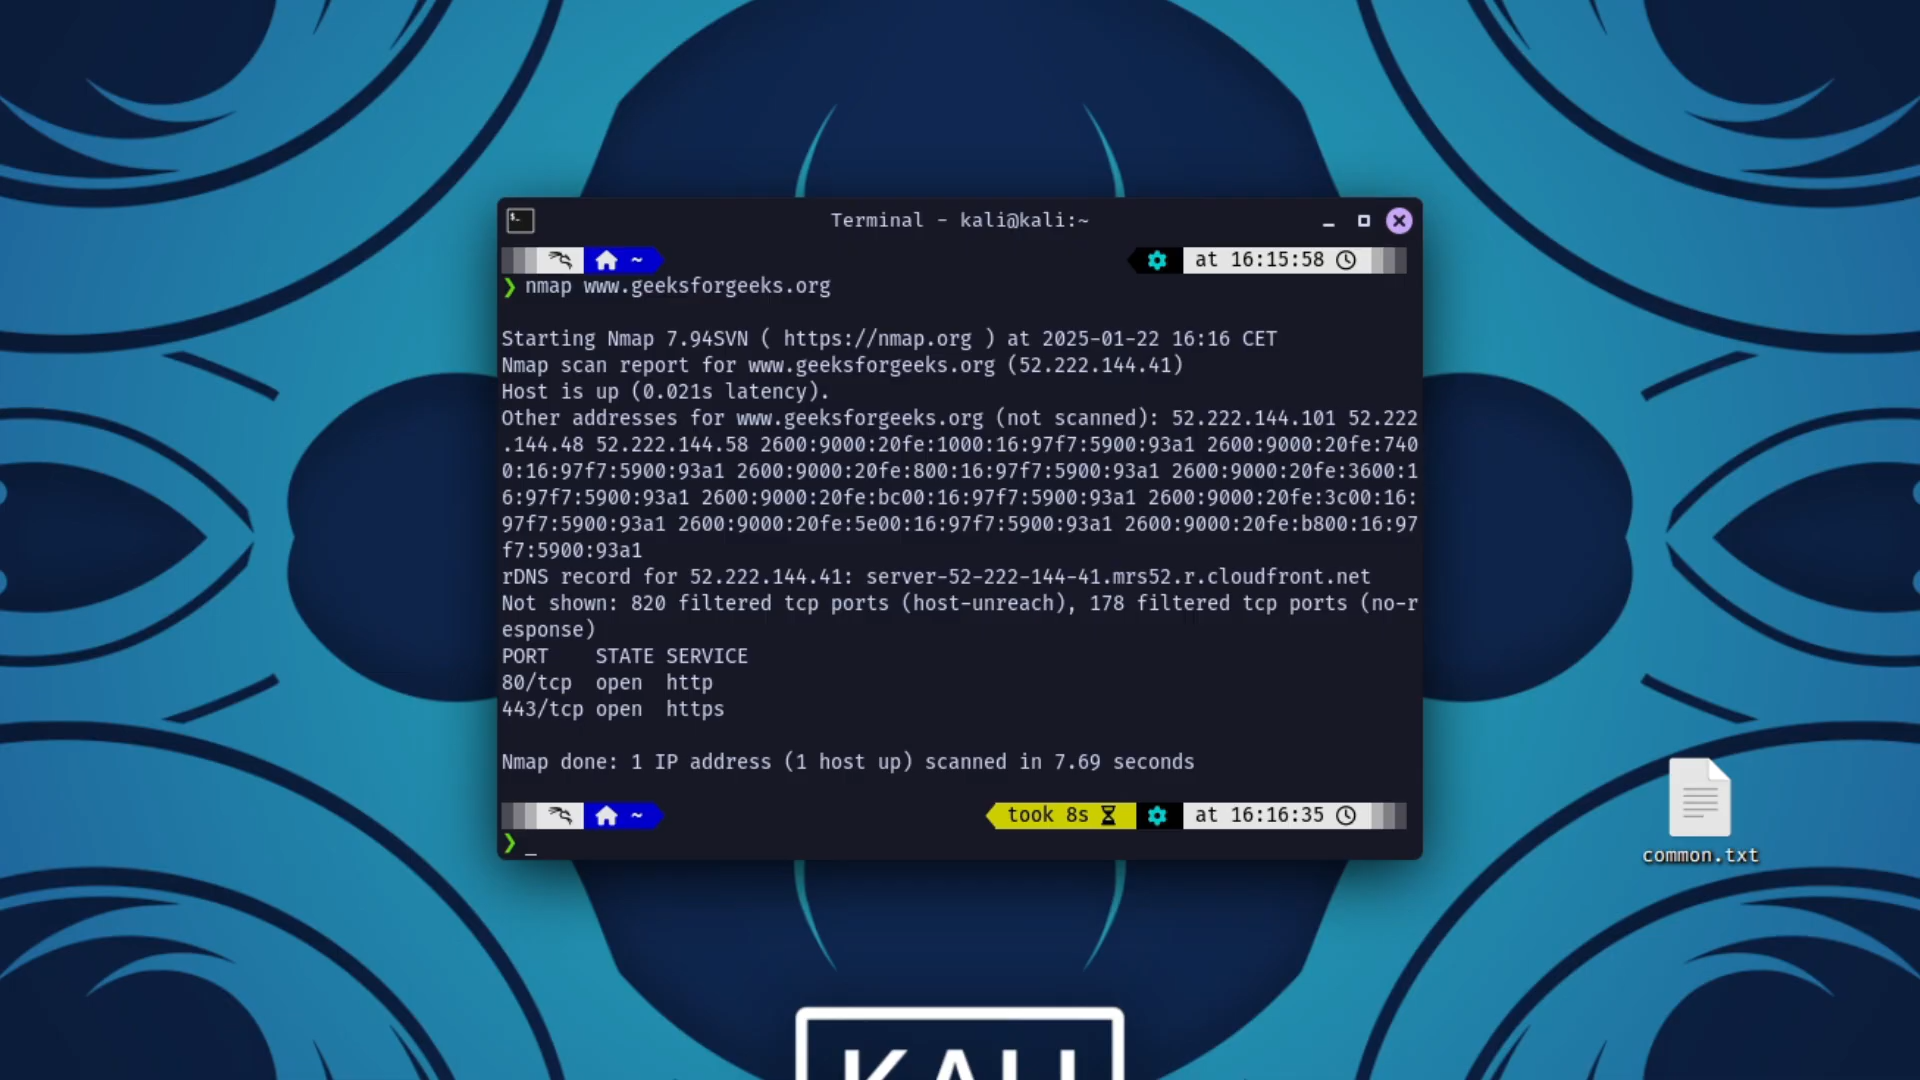 Terminal - kali@kali:~
~ at 16:15:58
❯ nmap www.geeksforgeeks.org
Starting Nmap 7.94SVN ( https://nmap.org ) at 2025-01-22 16:16 CET
Nmap scan report for www.geeksforgeeks.org (52.222.144.41)
Host is up (0.021s latency).
Other addresses for www.geeksforgeeks.org (not scanned): 52.222.144.101 52.222
.144.48 52.222.144.58 2600:9000:20fe:1000:16:97f7:5900:93a1 2600:9000:20fe:740
0:16:97f7:5900:93a1 2600:9000:20fe:800:16:97f7:5900:93a1 2600:9000:20fe:3600:1
6:97f7:5900:93a1 2600:9000:20fe:bc00:16:97f7:5900:93a1 2600:9000:20fe:3c00:16:
97f7:5900:93a1 2600:9000:20fe:5e00:16:97f7:5900:93a1 2600:9000:20fe:b800:16:97
f7:5900:93a1
rDNS record for 52.222.144.41: server-52-222-144-41.mrs52.r.cloudfront.net
Not shown: 820 filtered tcp ports (host-unreach), 178 filtered tcp ports (no-r
esponse)
PORT    STATE SERVICE
80/tcp  open  http
443/tcp open  https
Nmap done: 1 IP address (1 host up) scanned in 7.69 seconds
~ took 8s at 16:16:35
❯ _
common.txt
KALI